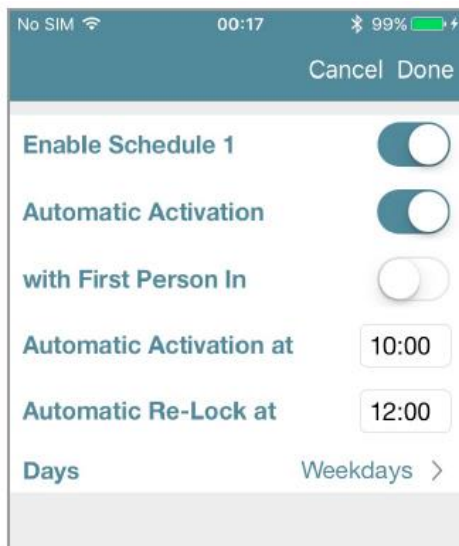 No SIM 00:17 99%
Cancel Done
Enable Schedule 1
Automatic Activation
with First Person In
Automatic Activation at 10:00
Automatic Re-Lock at 12:00
Days Weekdays >